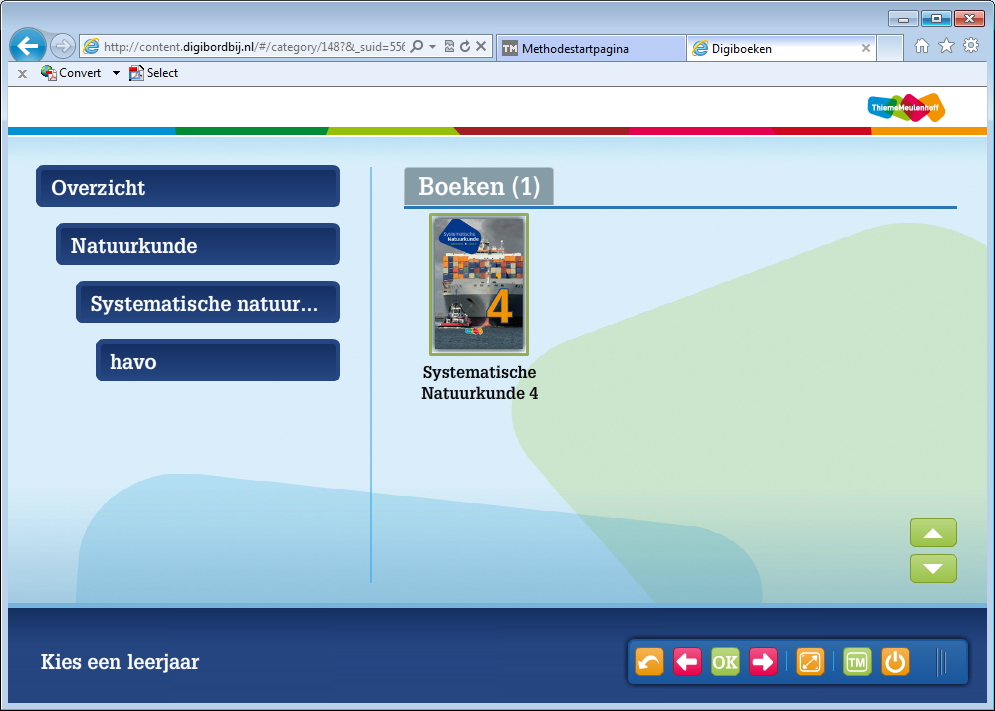 http://content.digibordbij.nl/#/category/148?&_suid=556
TM Methodestartpagina
Digiboeken
Convert
Select
ThiemeMeulenhoff
Overzicht
Natuurkunde
Systematische natuur...
havo
Boeken (1)
Systematische
Natuurkunde
4
Systematische
Natuurkunde 4
Kies een leerjaar
OK
TM